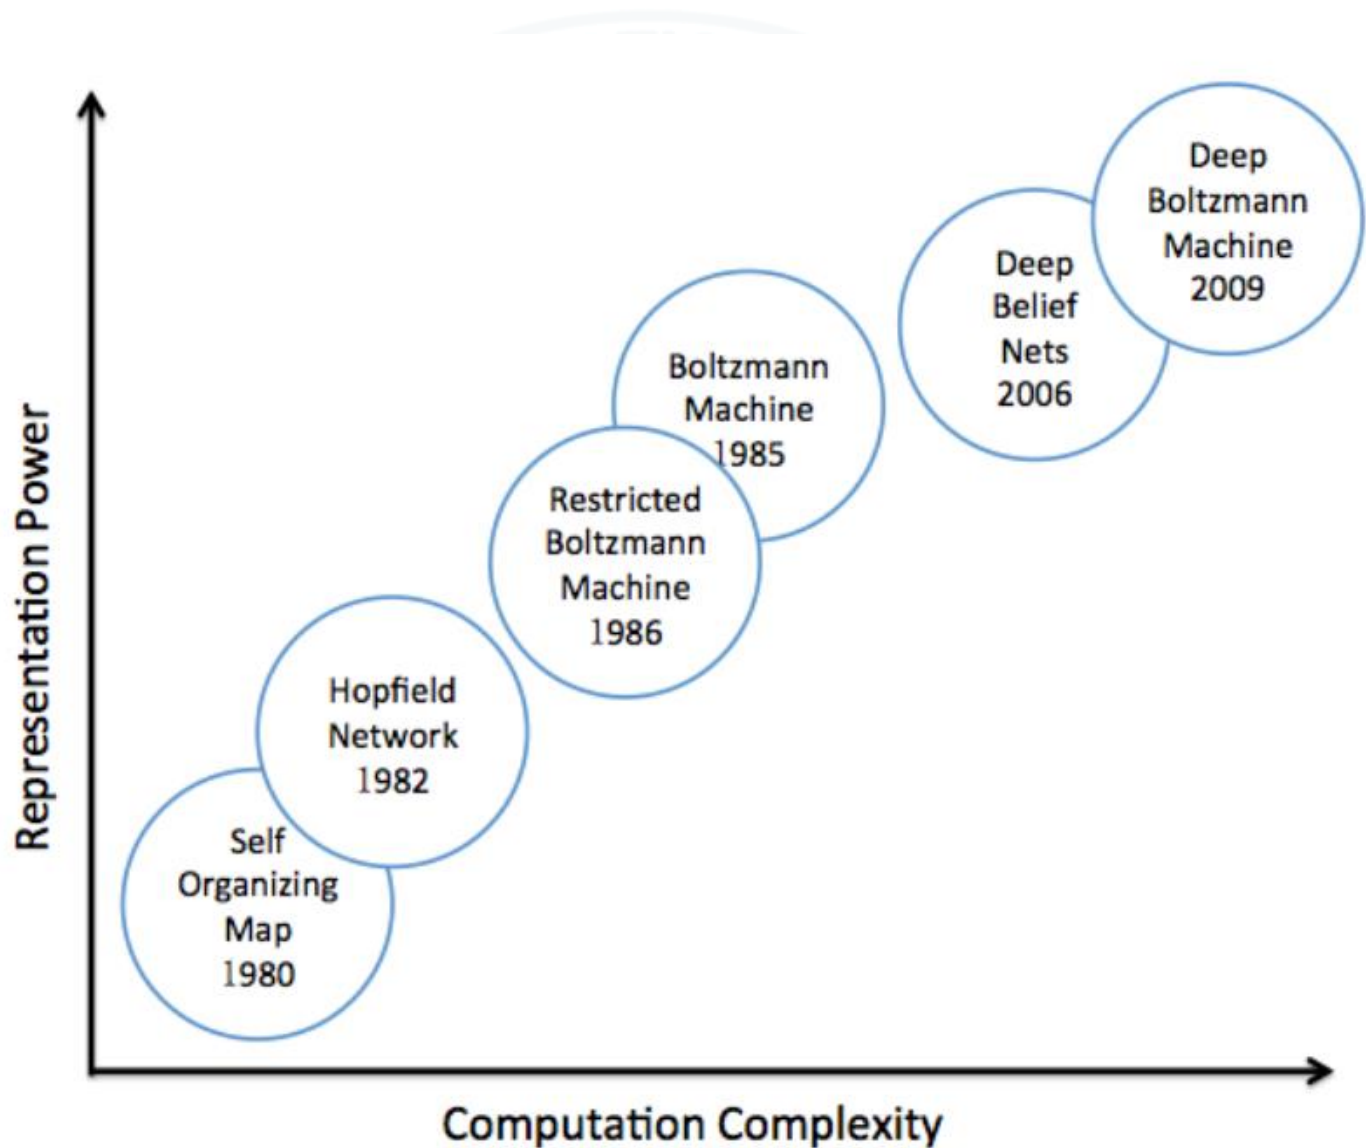 Deep
Boltzmann
Machine
2009
Deep
Belief
Nets
2006
Boltzmann
Machine
1985
Restricted
Boltzmann
Machine
1986
Hopfield
Network
1982
Self
Organizing
Map
1980
Representation Power
Computation Complexity